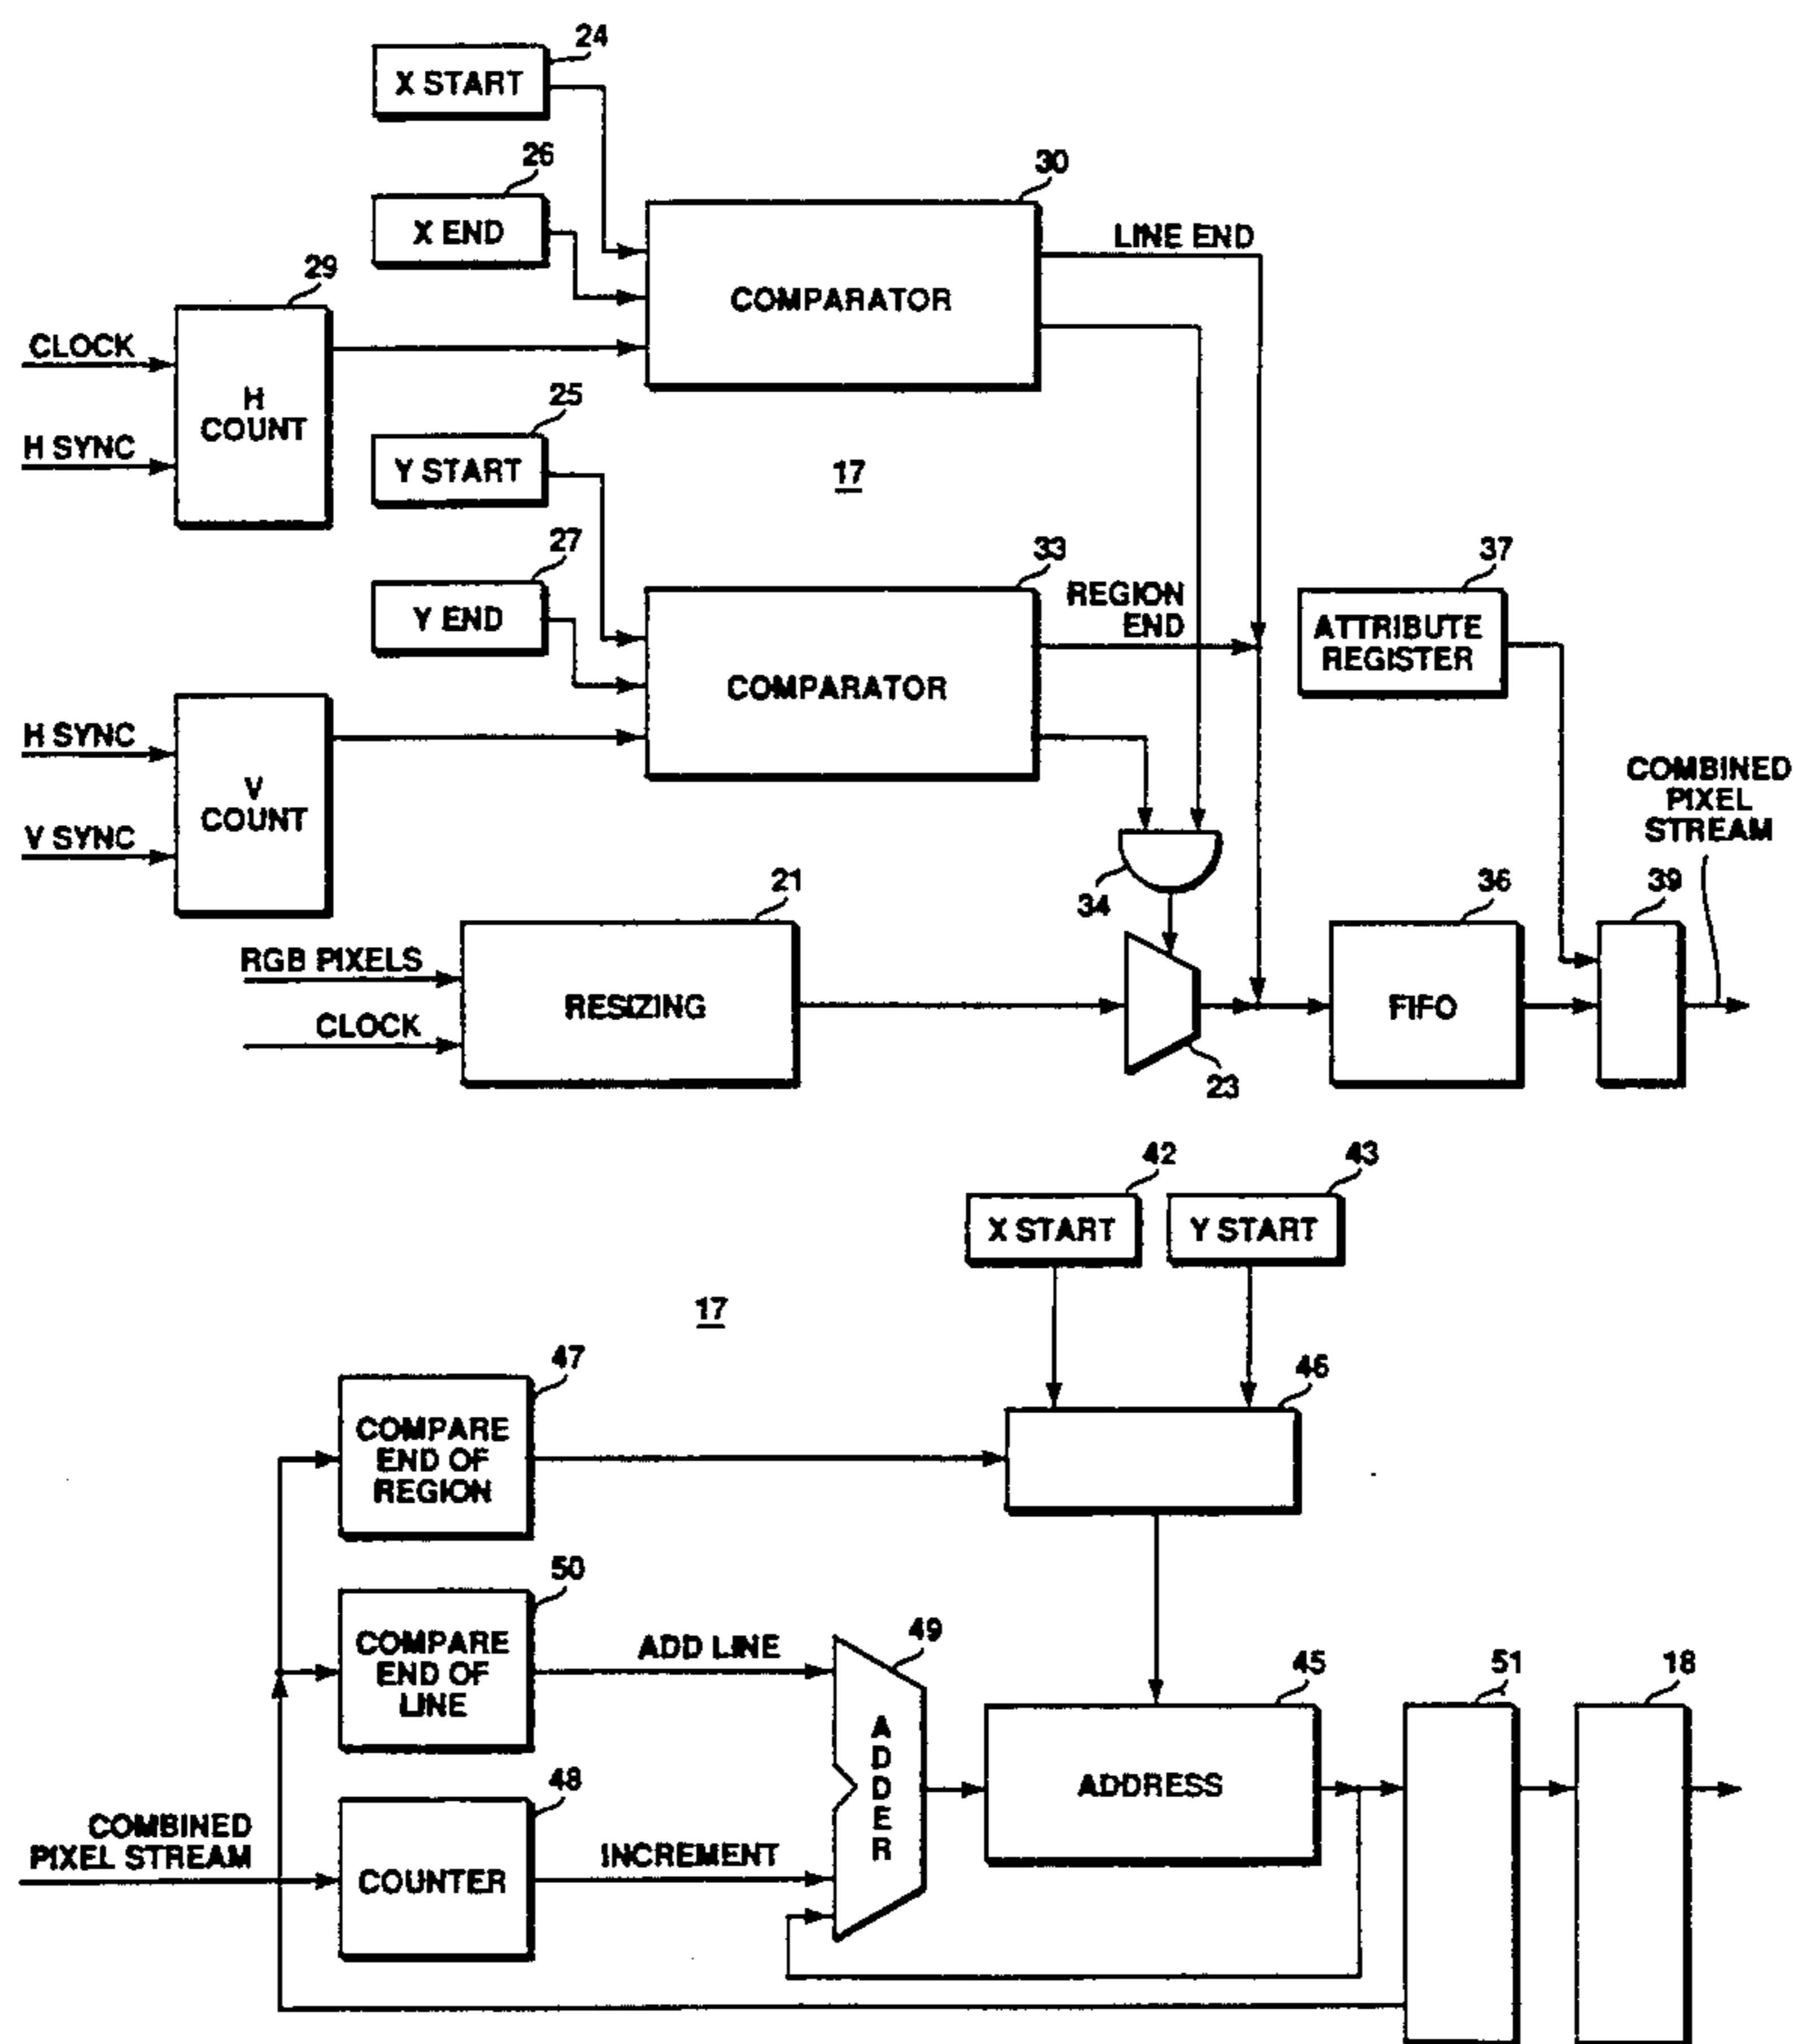 24
X START
26
X END
30
LINE END
COMPARATOR
29
CLOCK
H SYNC
H
COUNT
25
Y START
17
27
Y END
33
REGION
END
COMPARATOR
37
ATTRIBUTE
REGISTER
H SYNC
V SYNC
V
COUNT
COMBINED
PIXEL
STREAM
34
21
RGB PIXELS
CLOCK
RESIZING
23
36
FIFO
39
42
X START
43
Y START
17
47
COMPARE
END OF
REGION
46
50
COMPARE
END OF
LINE
ADD LINE
49
ADDER
45
ADDRESS
51
18
48
COMBINED
PIXEL STREAM
COUNTER
INCREMENT